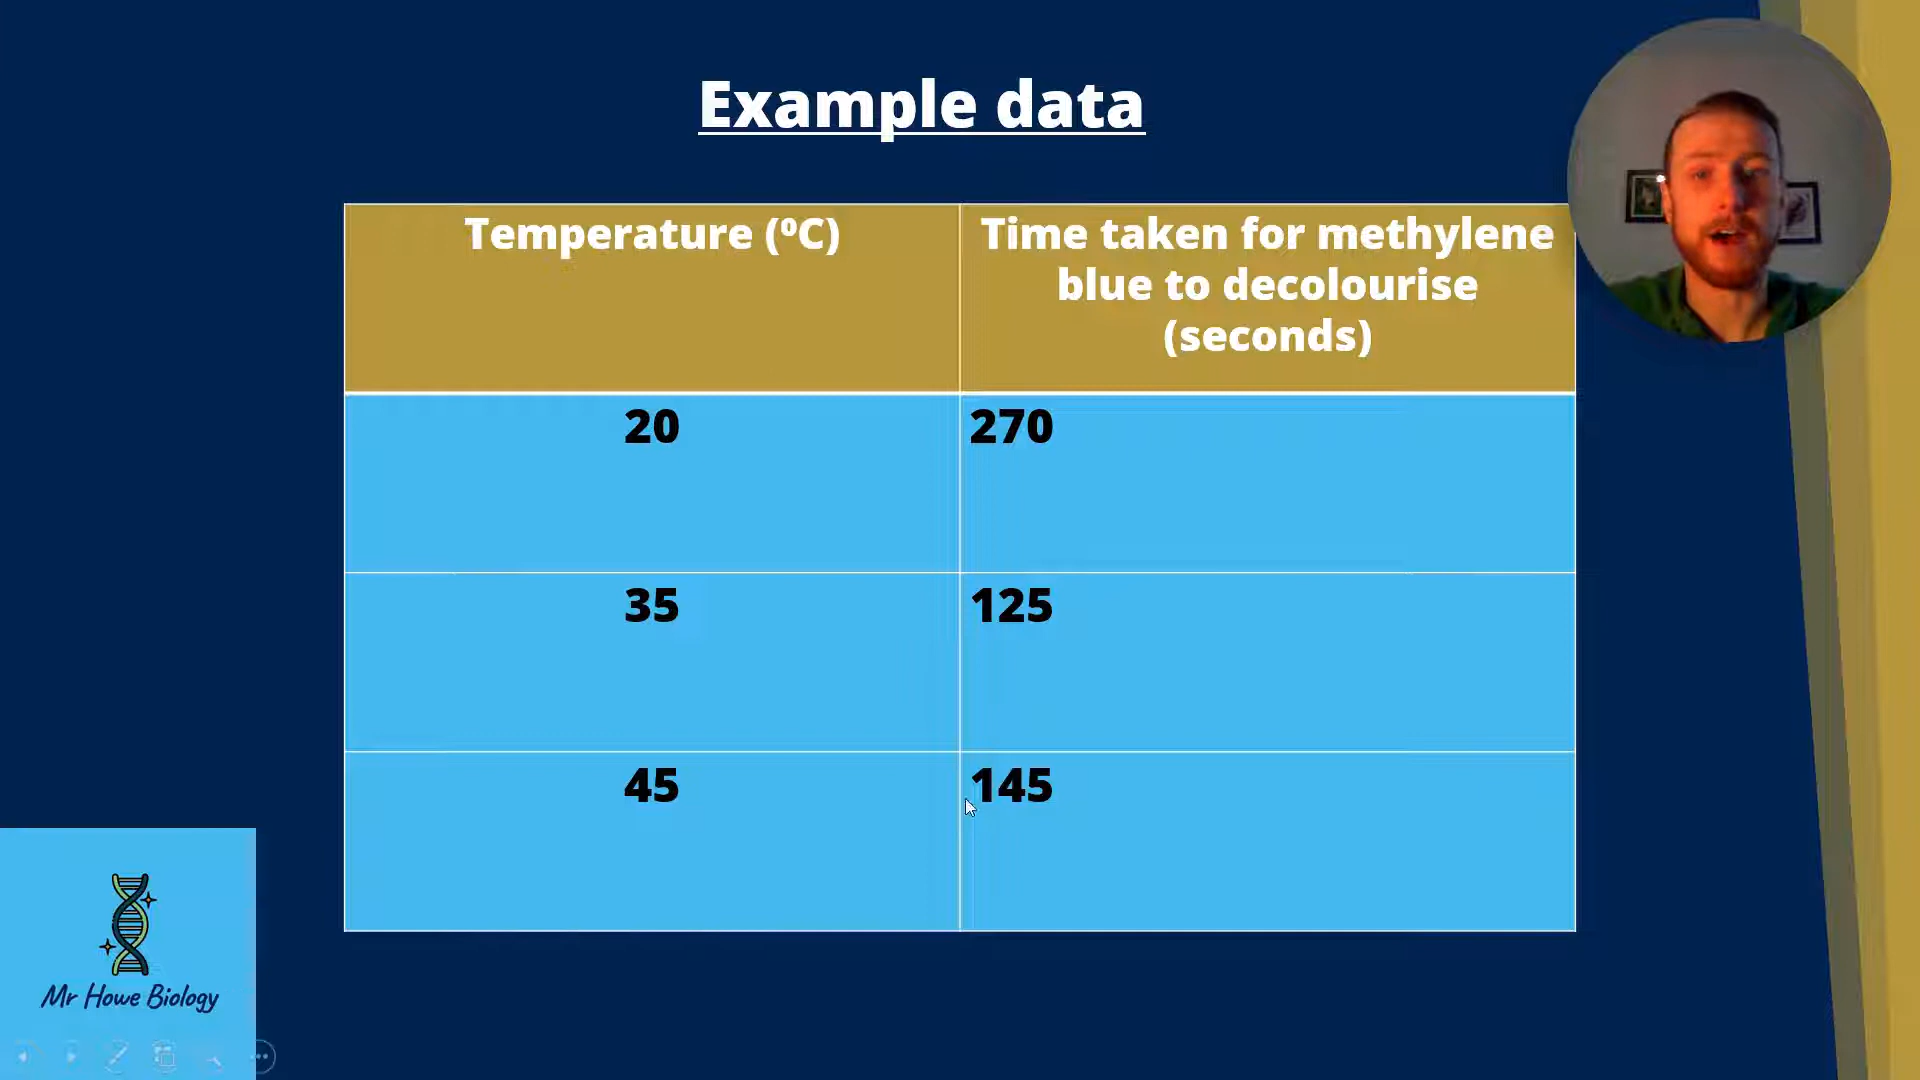 Example data
Temperature (ºC)
Time taken for methylene
blue to decolourise
(seconds)
20
270
35
125
45
145
Mr Howe Biology